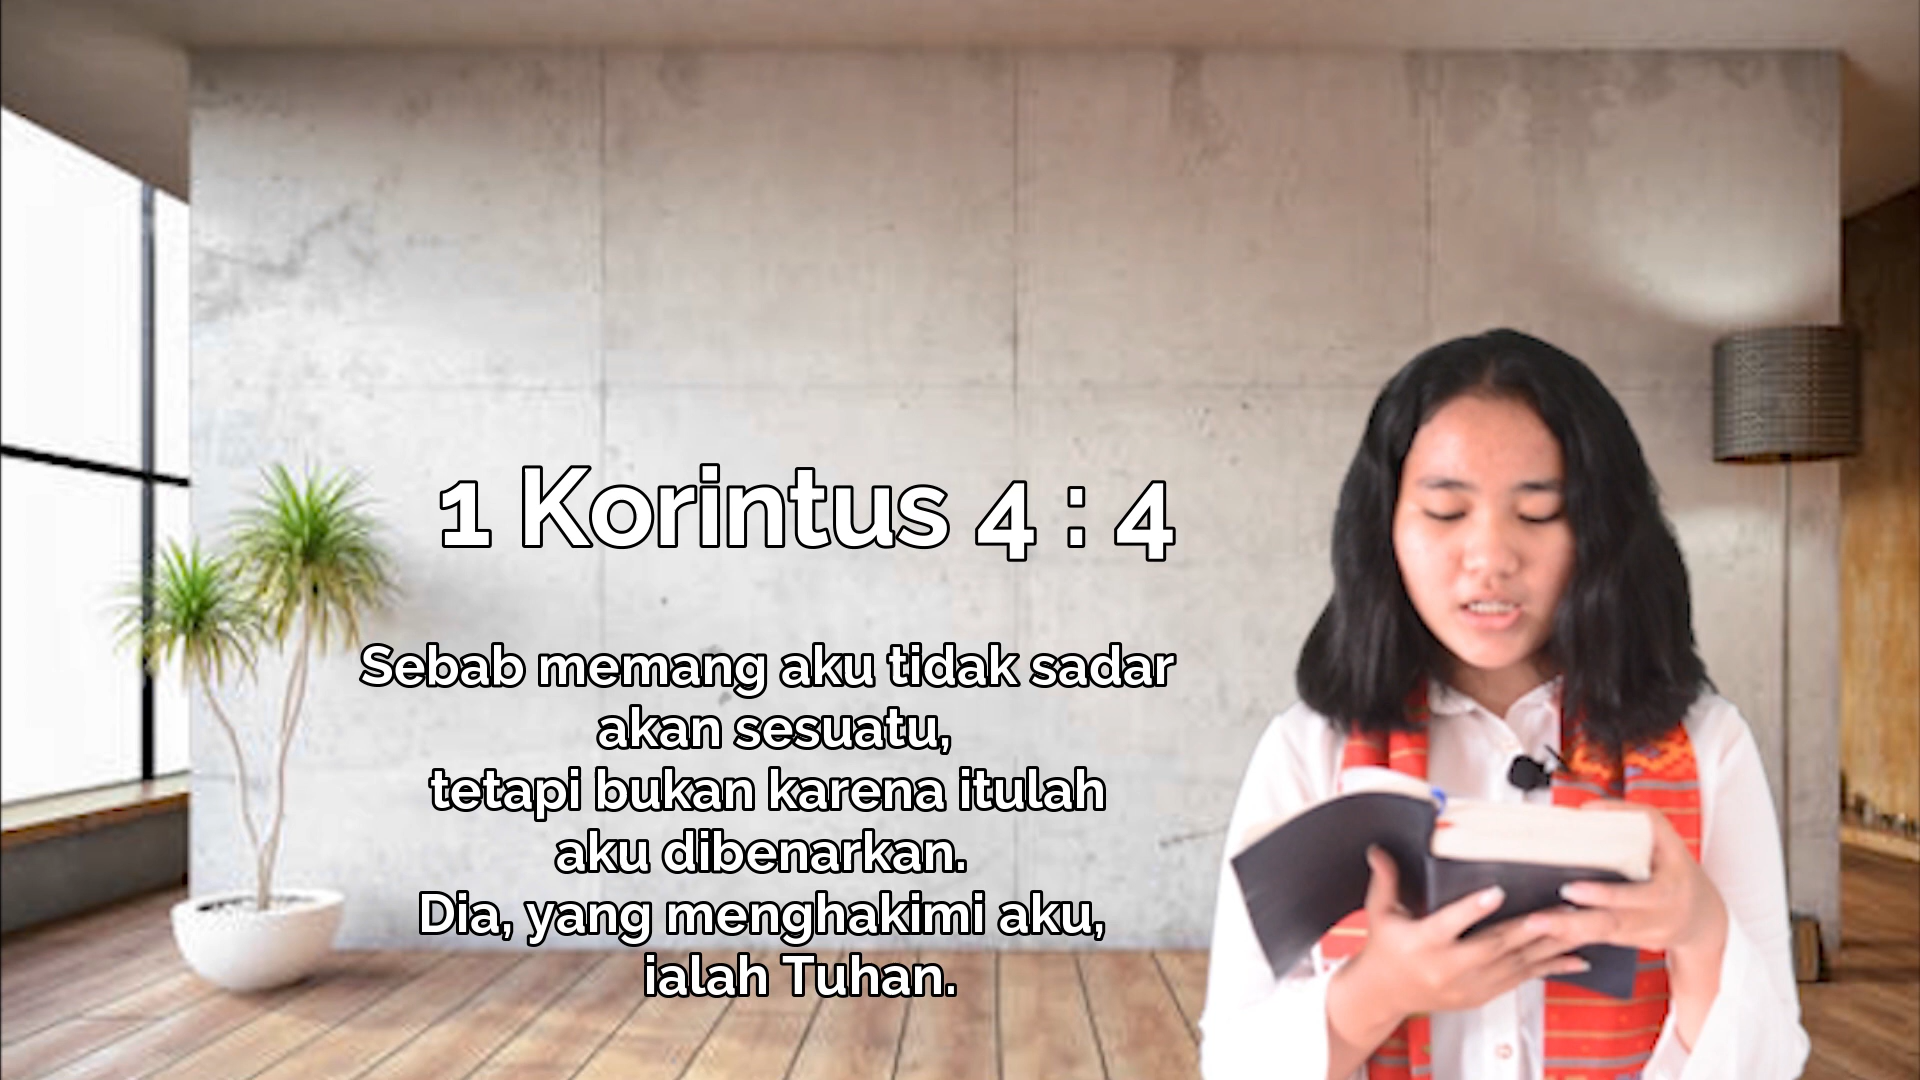 1 Korintus 4 : 4
Sebab memang aku tidak sadar
akan sesuatu,
tetapi bukan karena itulah
aku dibenarkan.
Dia, yang menghakimi aku,
ialah Tuhan.